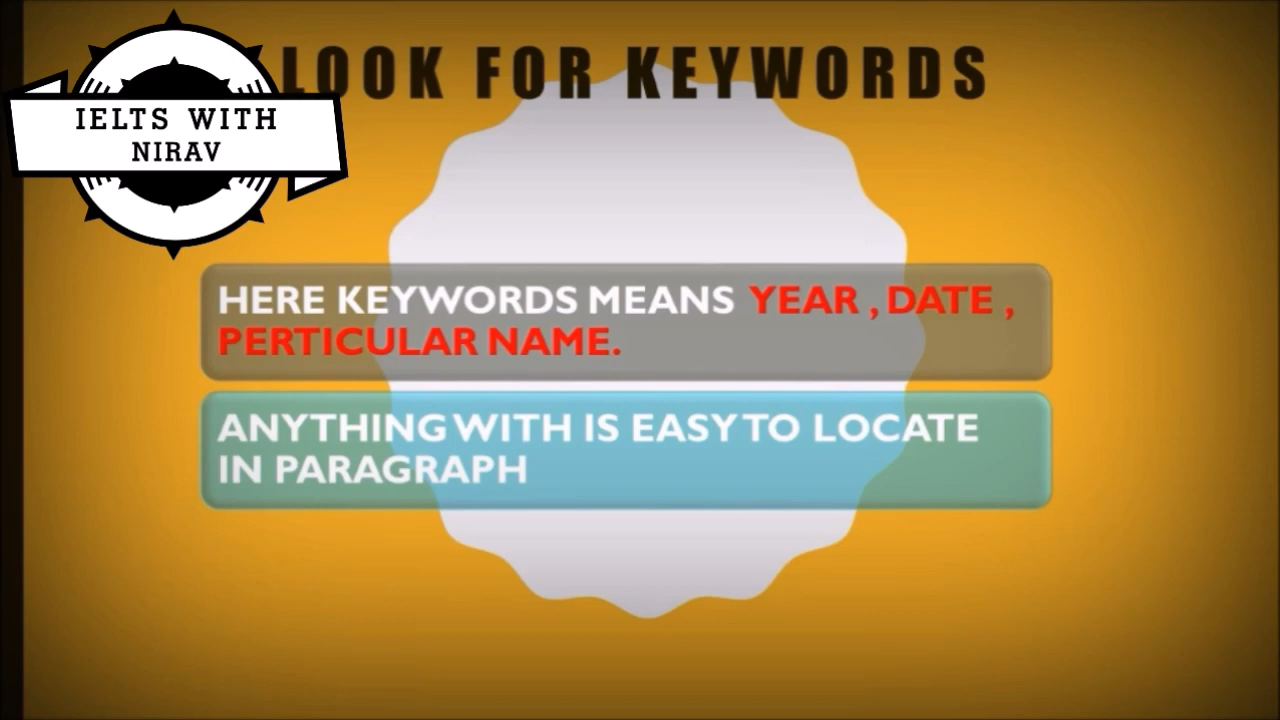 LOOK FOR KEYWORDS
IELTS WITH
NIRAV
HERE KEYWORDS MEANS YEAR , DATE ,
PERTICULAR NAME.
ANYTHING WITH IS EASY TO LOCATE
IN PARAGRAPH